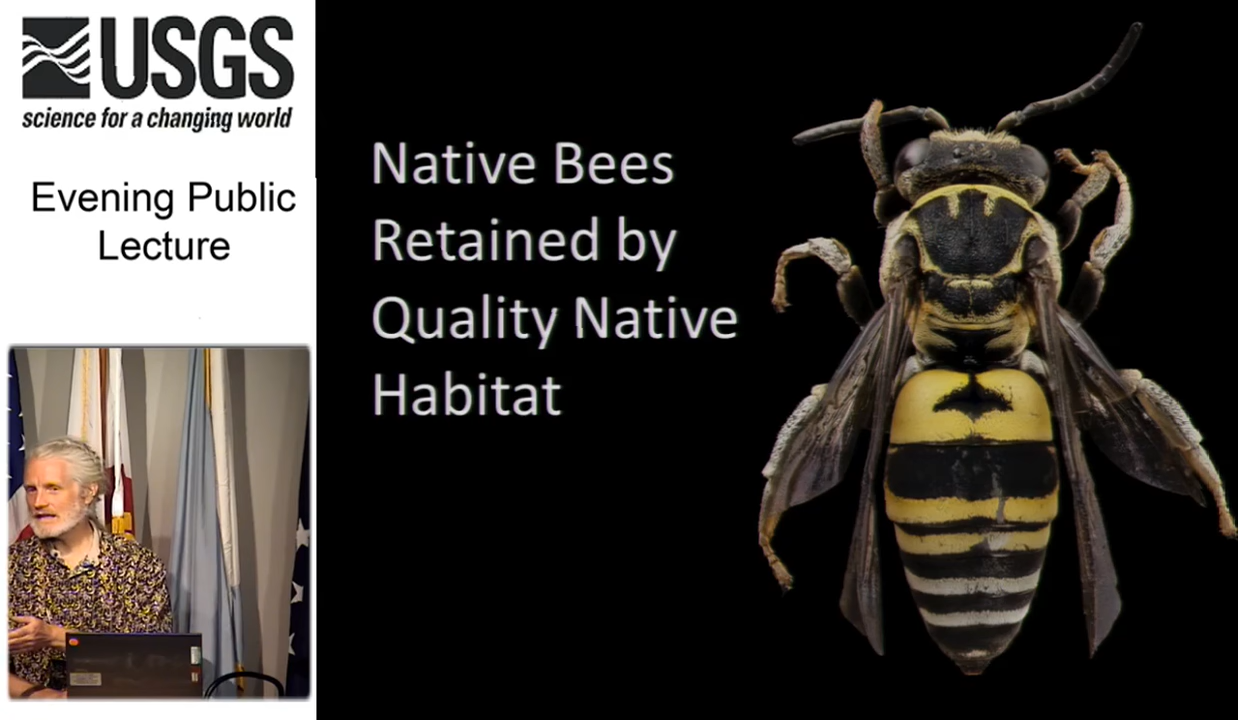 USGS
science for a changing world
Evening Public
Lecture
Native Bees
Retained by
Quality Native
Habitat